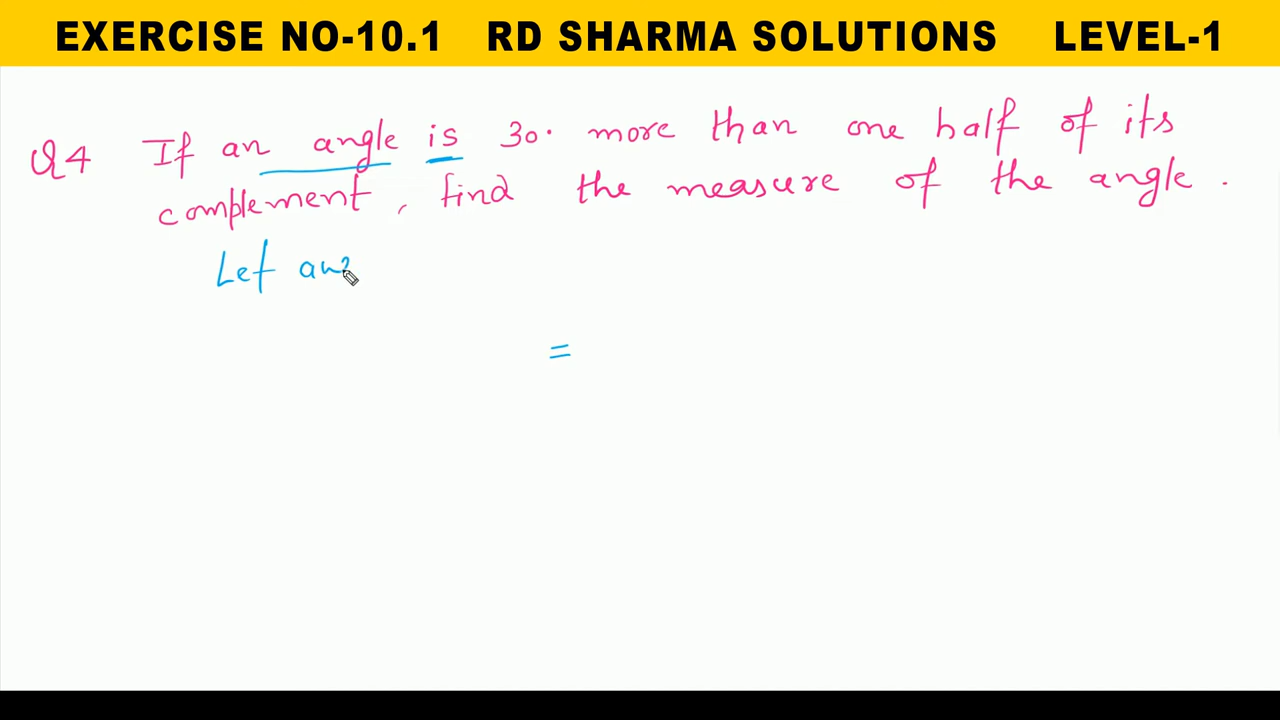 EXERCISE NO-10.1 RD SHARMA SOLUTIONS LEVEL-1
Q4 If an angle is 30° more than one half of its
complement, find the measure of the angle.
Let
=